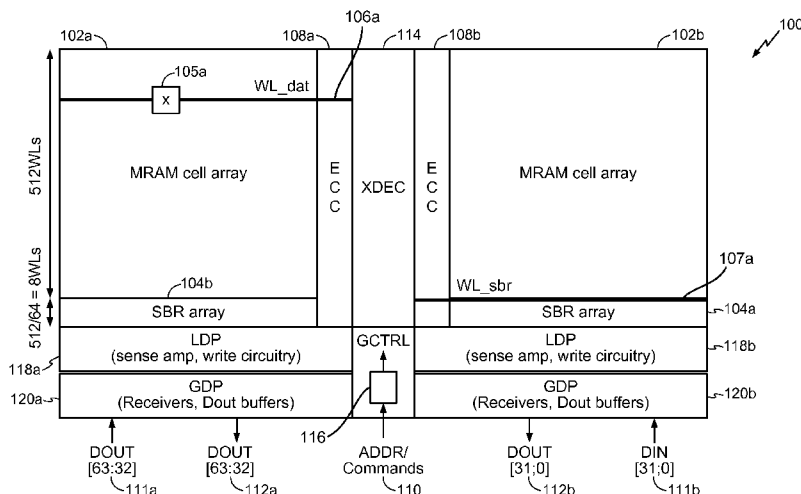 102a
108a
114
106a
108b
102b
100
105a
X
WL_dat
512WLs
MRAM cell array
E
C
C
XDEC
E
C
C
MRAM cell array
104b
WL_sbr
107a
512/64 = 8WLs
SBR array
SBR array
104a
LDP
(sense amp, write circuitry)
GCTRL
LDP
(sense amp, write circuitry)
118a
118b
GDP
(Receivers, Dout buffers)
GDP
(Receivers, Dout buffers)
120a
120b
116
DOUT
[63:32]
111a
DOUT
[63:32]
112a
ADDR/
Commands
110
DOUT
[31;0]
112b
DIN
[31;0]
111b